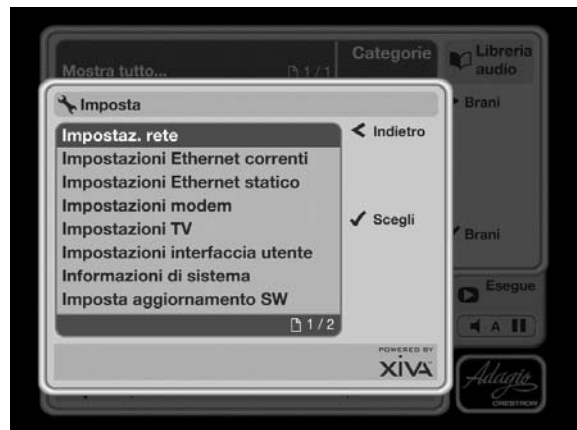 Categorie
Libreria audio
Mostra tutto...
1/1
Imposta
Brani
Impostaz. rete
Indietro
Impostazioni Ethernet correnti
Impostazioni Ethernet statico
Impostazioni modem
Scegli
Impostazioni TV
Brani
Impostazioni interfaccia utente
Informazioni di sistema
Imposta aggiornamento SW
Esegue
1/2
A
POWERED BY
XiVA
Adagio
CRESTRON